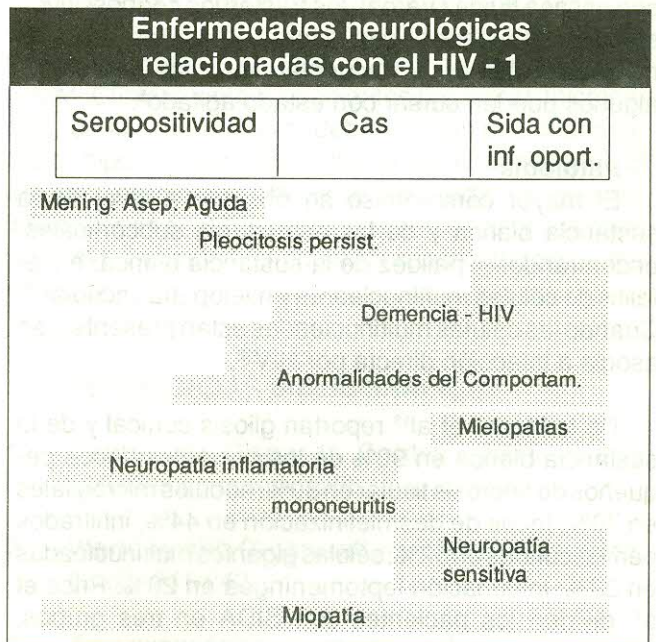 Enfermedades neurológicas
relacionadas con el HIV - 1
Seropositividad Cas Sida con
inf. oport.
Mening. Asep. Aguda
Pleocitosis persist.
Demencia - HIV
Anormalidades del Comportam.
Mielopatías
Neuropatía inflamatoria
mononeuritis
Neuropatía
sensitiva
Miopatía